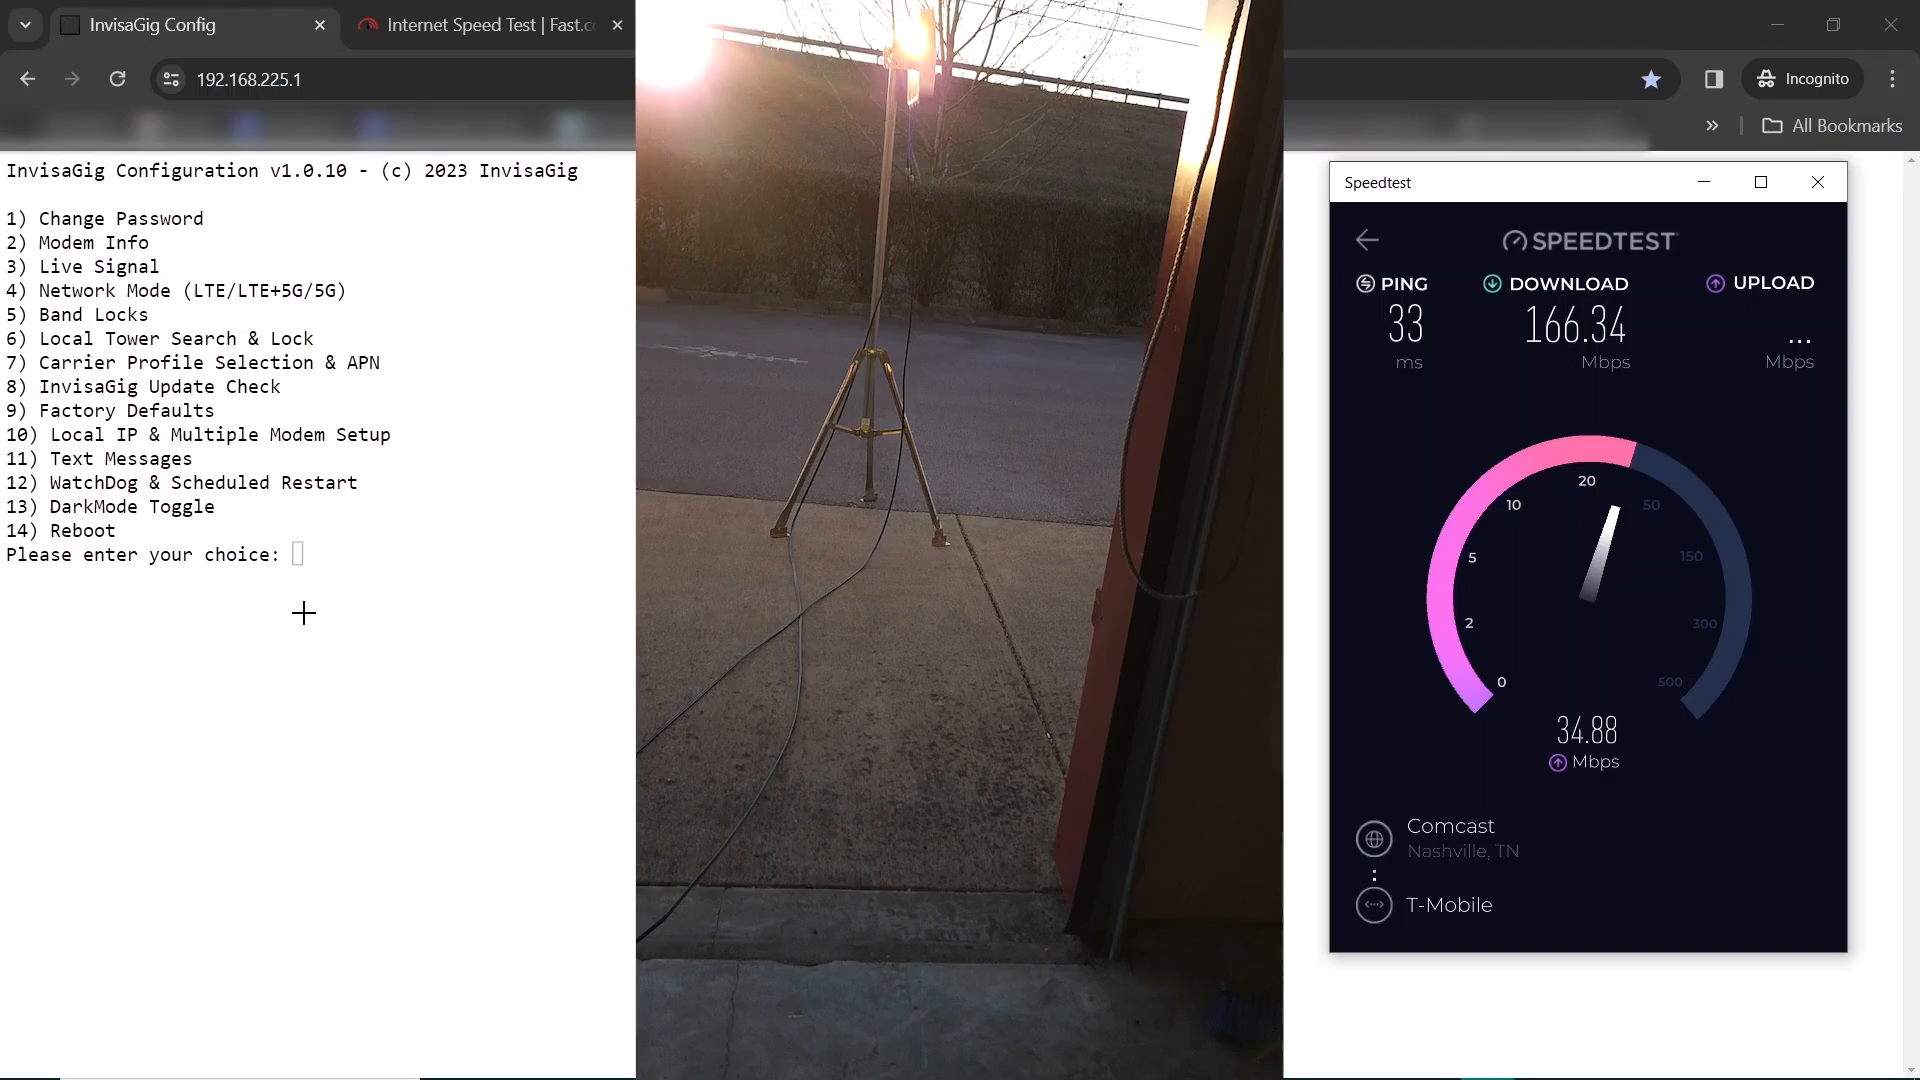 InvisaGig Config
Internet Speed Test | Fast.c
192.168.225.1
Incognito
All Bookmarks
InvisaGig Configuration v1.0.10 - (c) 2023 InvisaGig
1) Change Password
2) Modem Info
3) Live Signal
4) Network Mode (LTE/LTE+5G/5G)
5) Band Locks
6) Local Tower Search & Lock
7) Carrier Profile Selection & APN
8) InvisaGig Update Check
9) Factory Defaults
10) Local IP & Multiple Modem Setup
11) Text Messages
12) WatchDog & Scheduled Restart
13) DarkMode Toggle
14) Reboot
Please enter your choice:
Speedtest
SPEEDTEST
PING DOWNLOAD UPLOAD
33 166.34 ...
ms Mbps Mbps
20
10 50
5 150
2 300
0 500
34.88
Mbps
Comcast
Nashville, TN
T-Mobile